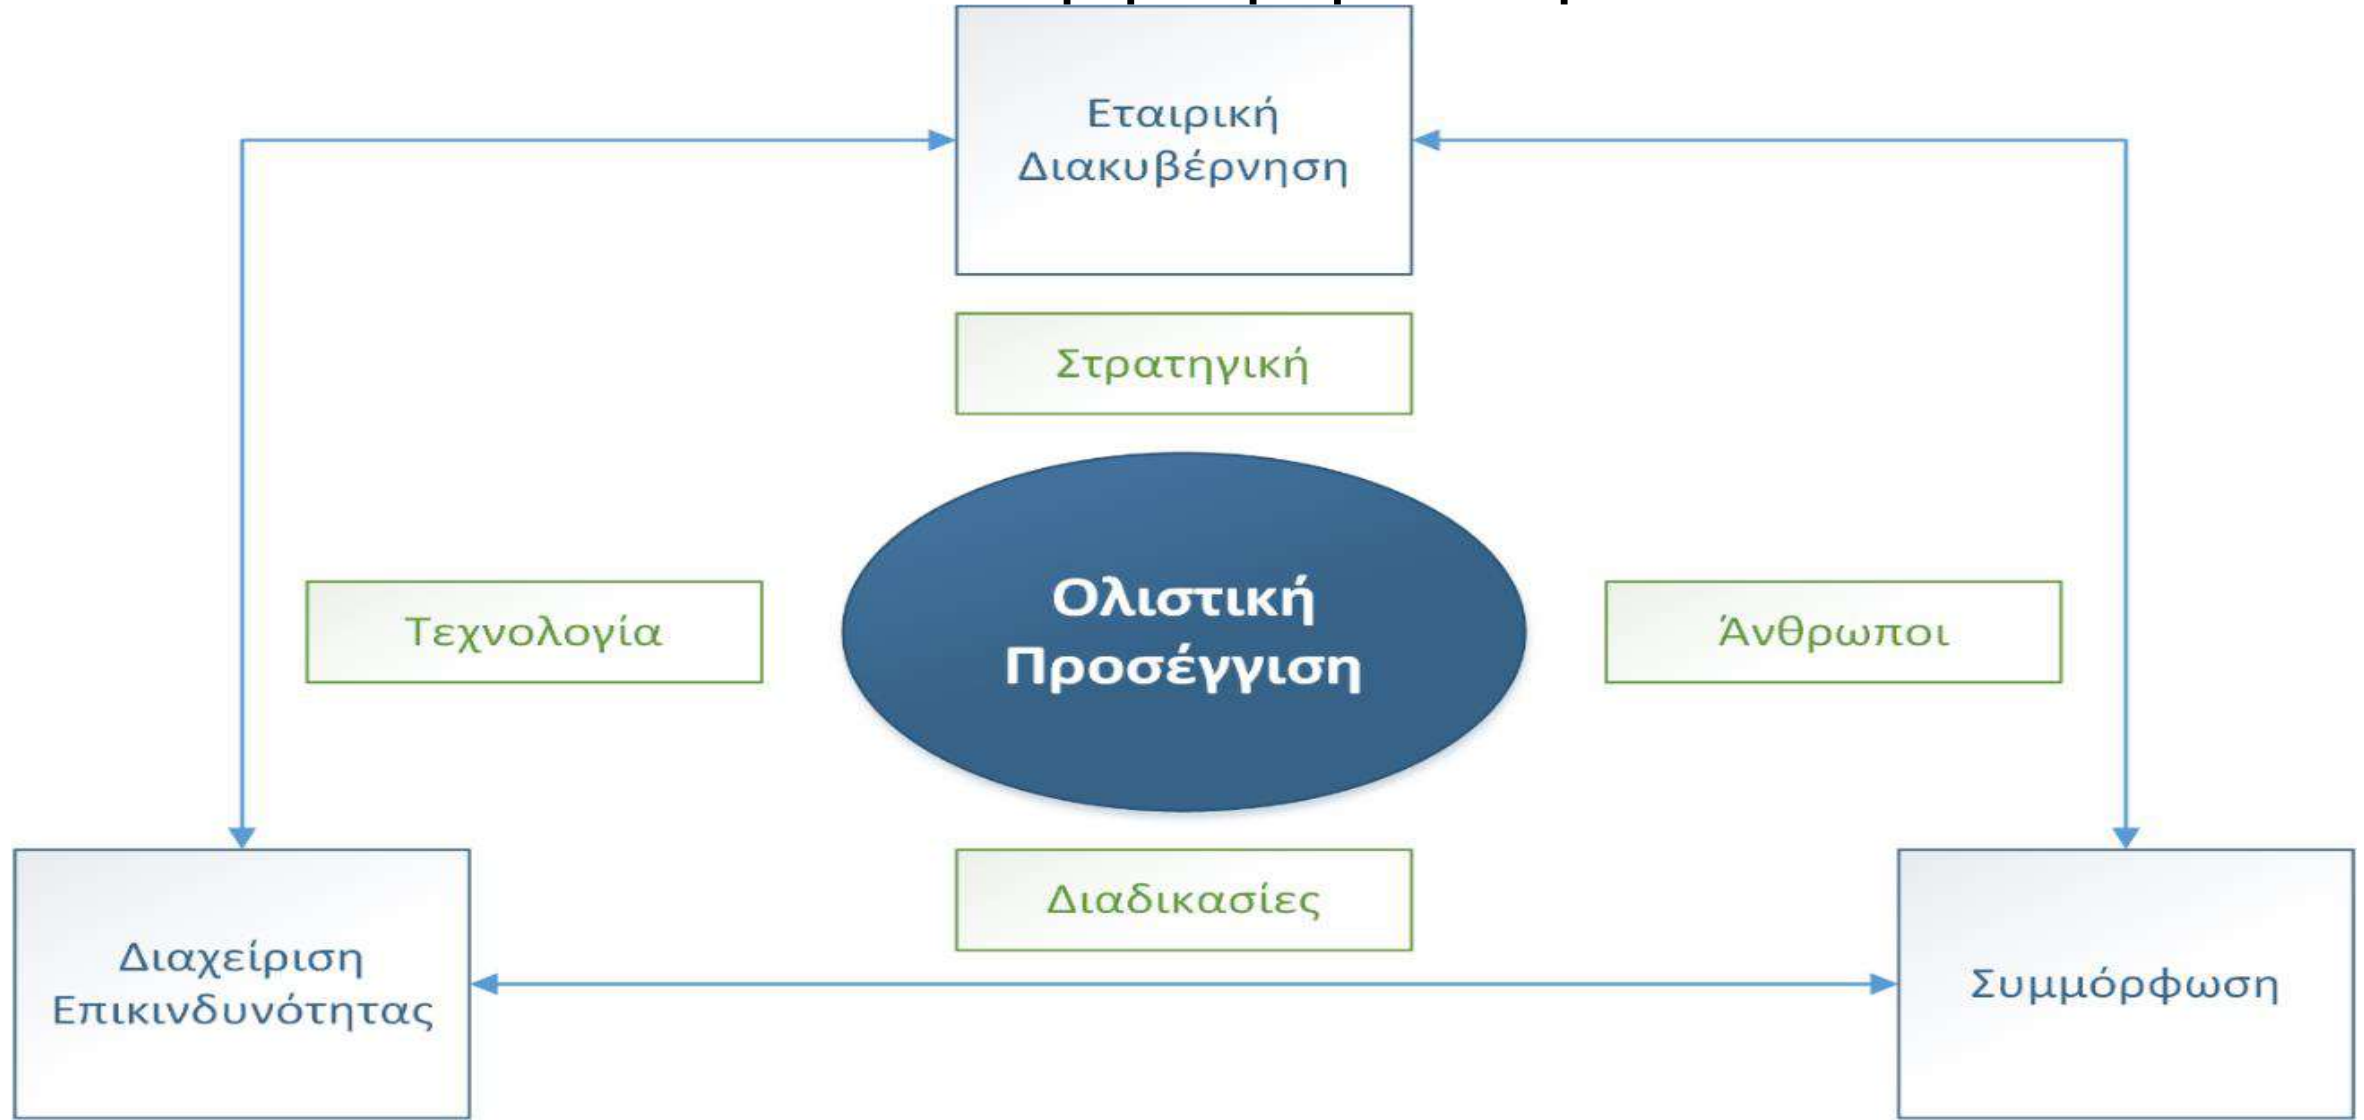 Εταιρική
Διακυβέρνηση
Στρατηγική
Ολιστική
Προσέγγιση
Τεχνολογία
Άνθρωποι
Διαδικασίες
Διαχείριση
Επικινδυνότητας
Συμμόρφωση